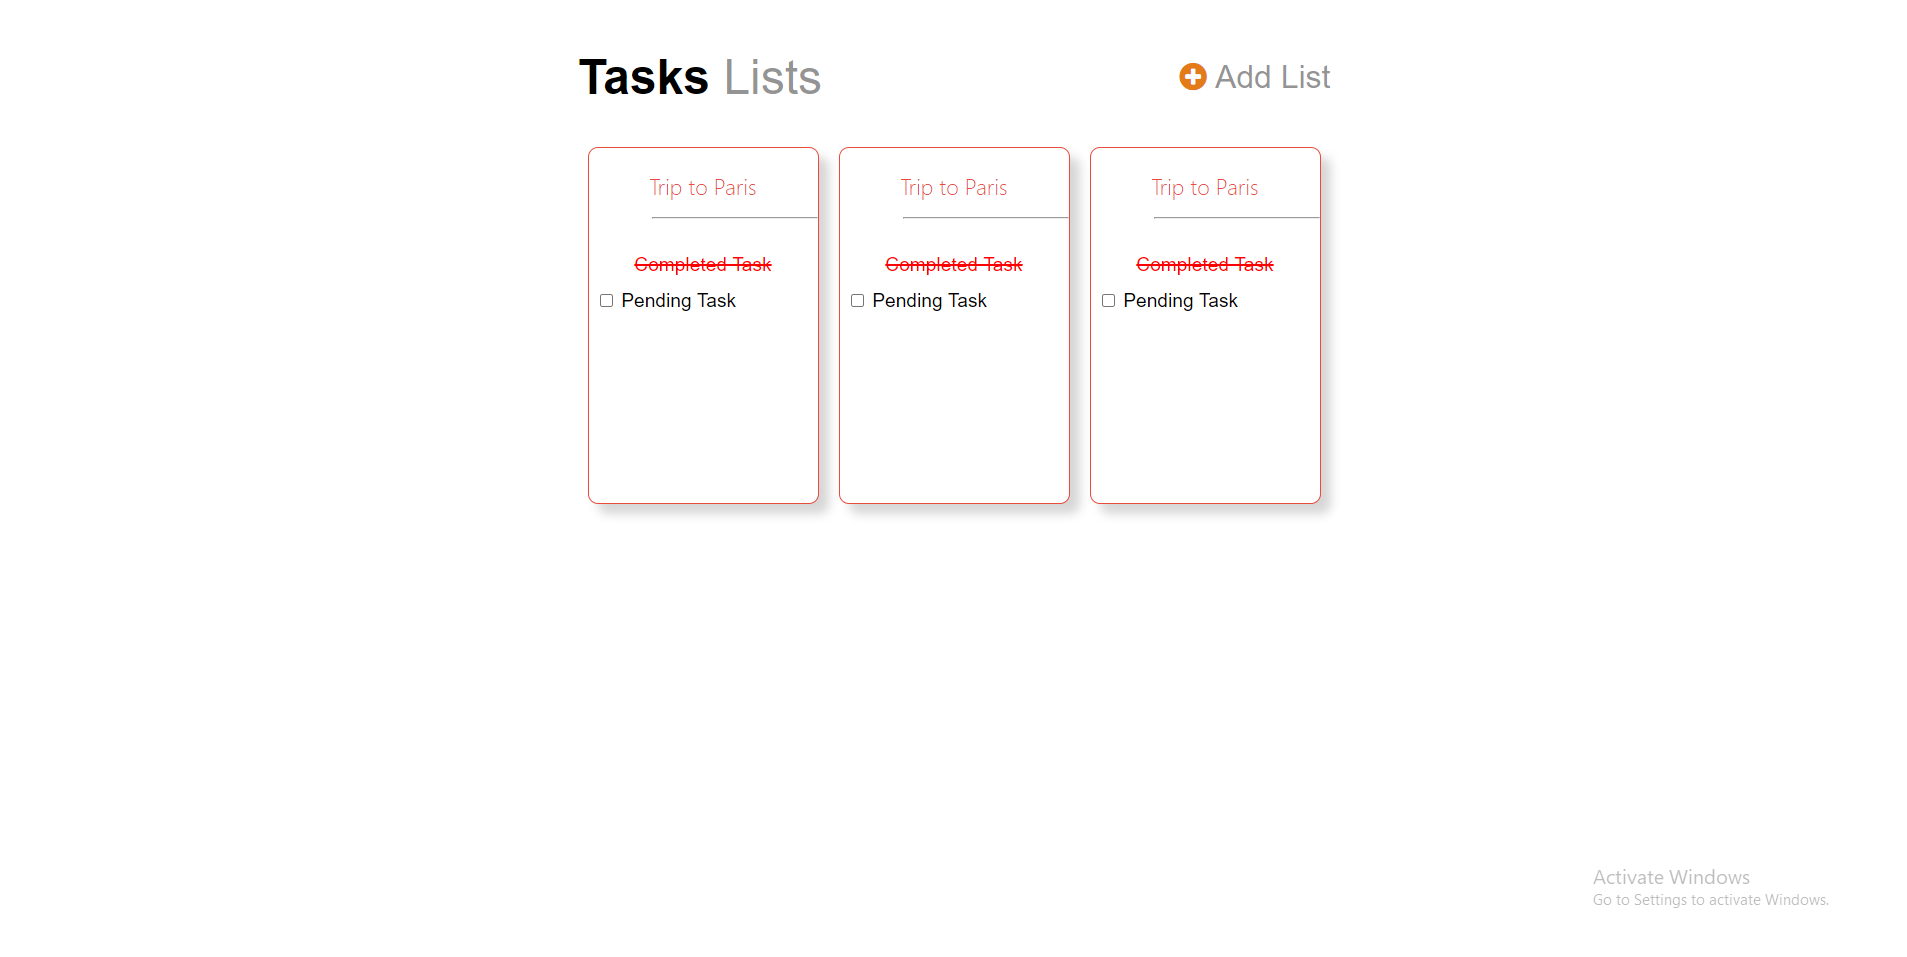 Tasks Lists
Add List
Trip to Paris
Completed Task
Pending Task
Trip to Paris
Completed Task
Pending Task
Trip to Paris
Completed Task
Pending Task
Activate Windows
Go to Settings to activate Windows.